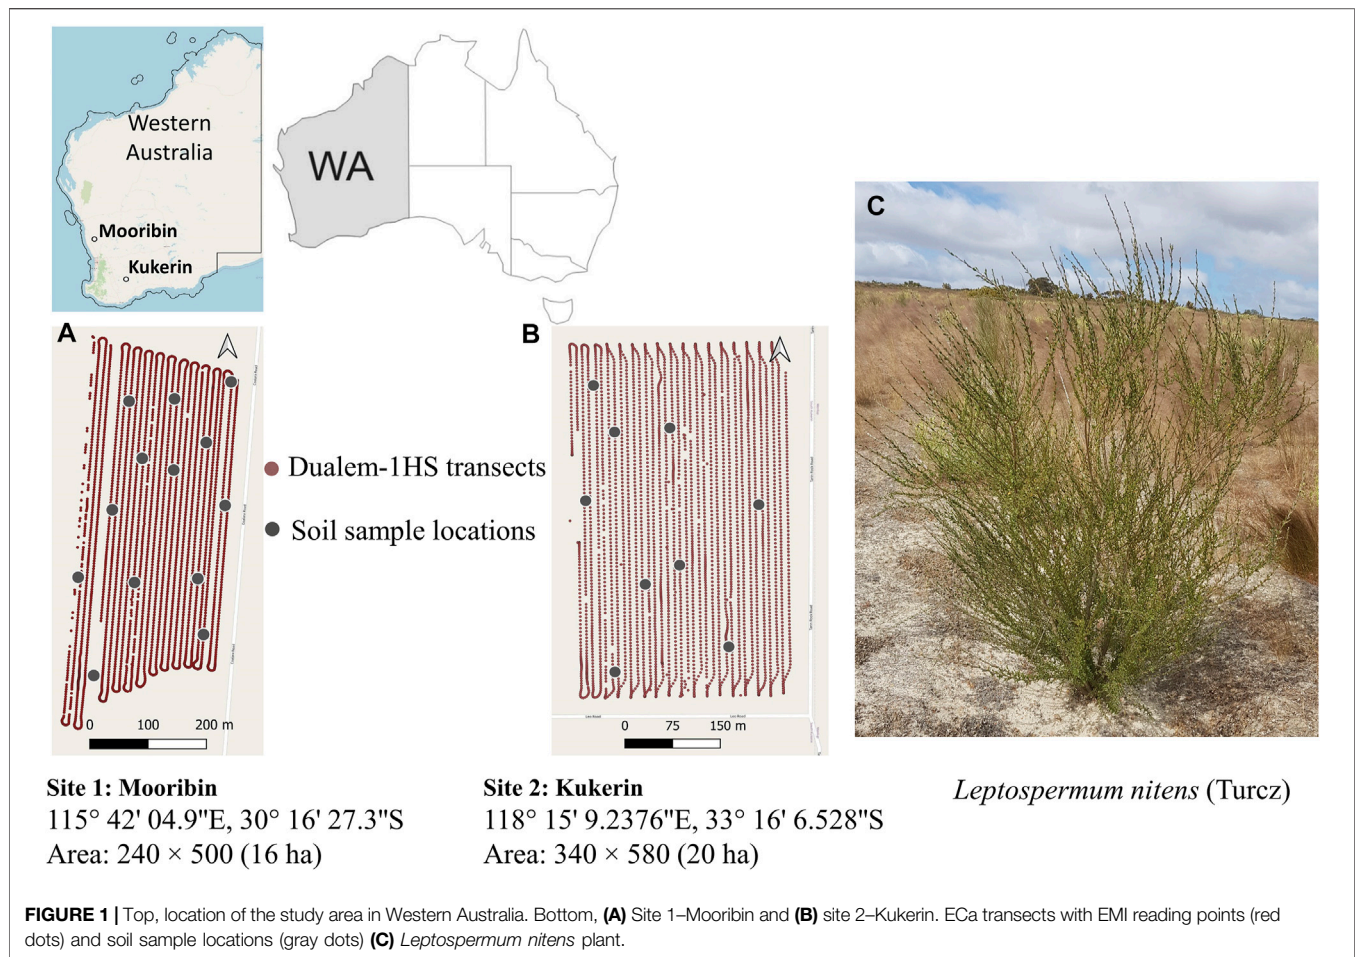 Western
Australia
Mooribin
Kukerin
WA
A
B
C
Dualem-1HS transects
Soil sample locations
0 100 200 m
0 75 150 m
Site 1: Mooribin
115° 42' 04.9"E, 30° 16' 27.3"S
Area: 240 × 500 (16 ha)
Site 2: Kukerin
118° 15' 9.2376"E, 33° 16' 6.528"S
Area: 340 × 580 (20 ha)
Leptospermum nitens (Turcz)
FIGURE 1 | Top, location of the study area in Western Australia. Bottom, (A) Site 1–Mooribin and (B) site 2–Kukerin. ECa transects with EMI reading points (red
dots) and soil sample locations (gray dots) (C) Leptospermum nitens plant.